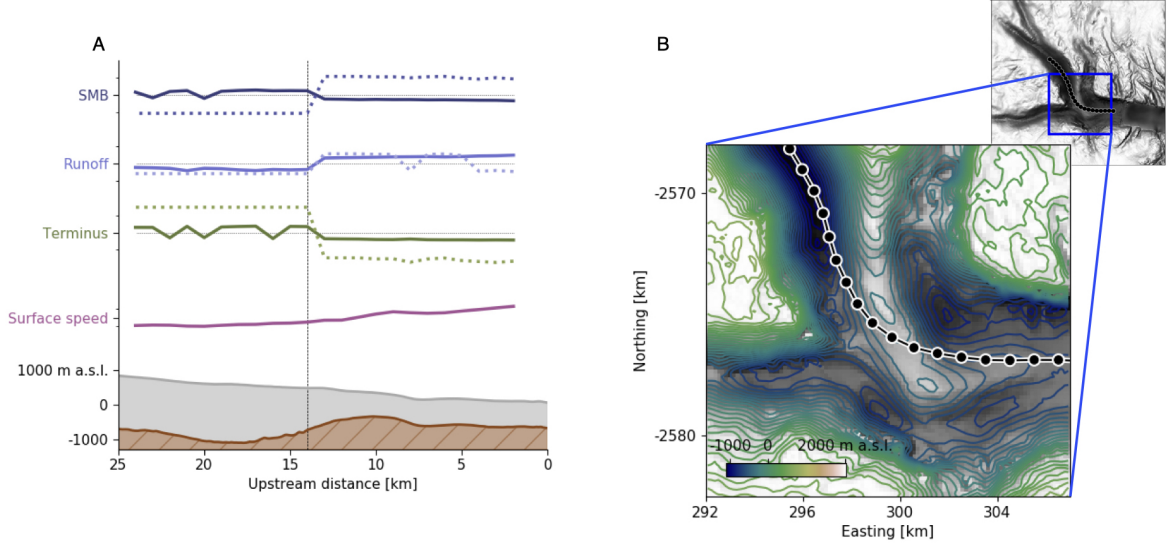 A
SMB
Runoff
Terminus
Surface speed
1000 m a.s.l.
0
-1000
25 20 15 10 5 0
Upstream distance [km]
B
-2570
Northing [km]
-2580
-1000 0 2000 m a.s.l.
292 296 300 304
Easting [km]